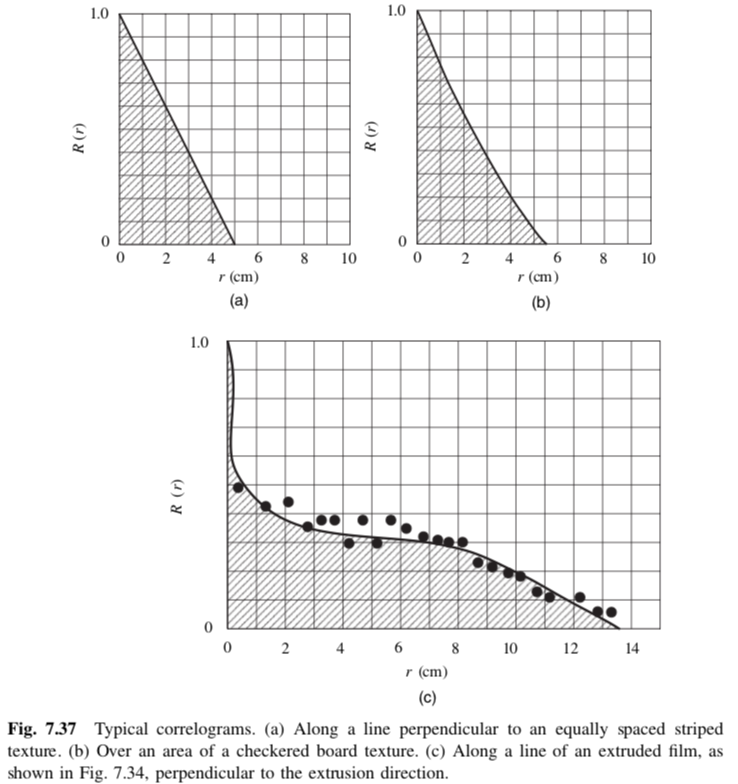 1.0
R (r)
0
0 2 4 6 8 10
r (cm)
(a)
1.0
R (r)
0
0 2 4 6 8 10
r (cm)
(b)
1.0
R (r)
0
0 2 4 6 8 10 12 14
r (cm)
(c)
Fig. 7.37 Typical correlograms. (a) Along a line perpendicular to an equally spaced striped
texture. (b) Over an area of a checkered board texture. (c) Along a line of an extruded film, as
shown in Fig. 7.34, perpendicular to the extrusion direction.